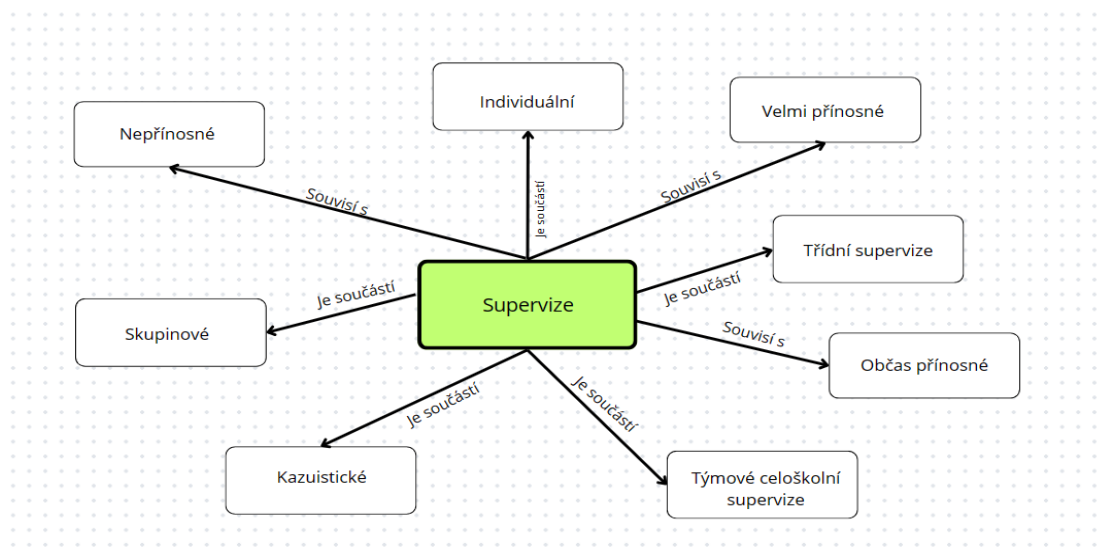 Individuální
Velmi přínosné
Nepřínosné
Souvisí s
Je součástí
Souvisí s
Třídní supervize
Je součástí
Supervize
Je součástí
Skupinové
Souvisí s
Občas přínosné
Je součástí
Je součástí
Kazuistické
Týmové celoškolní
supervize